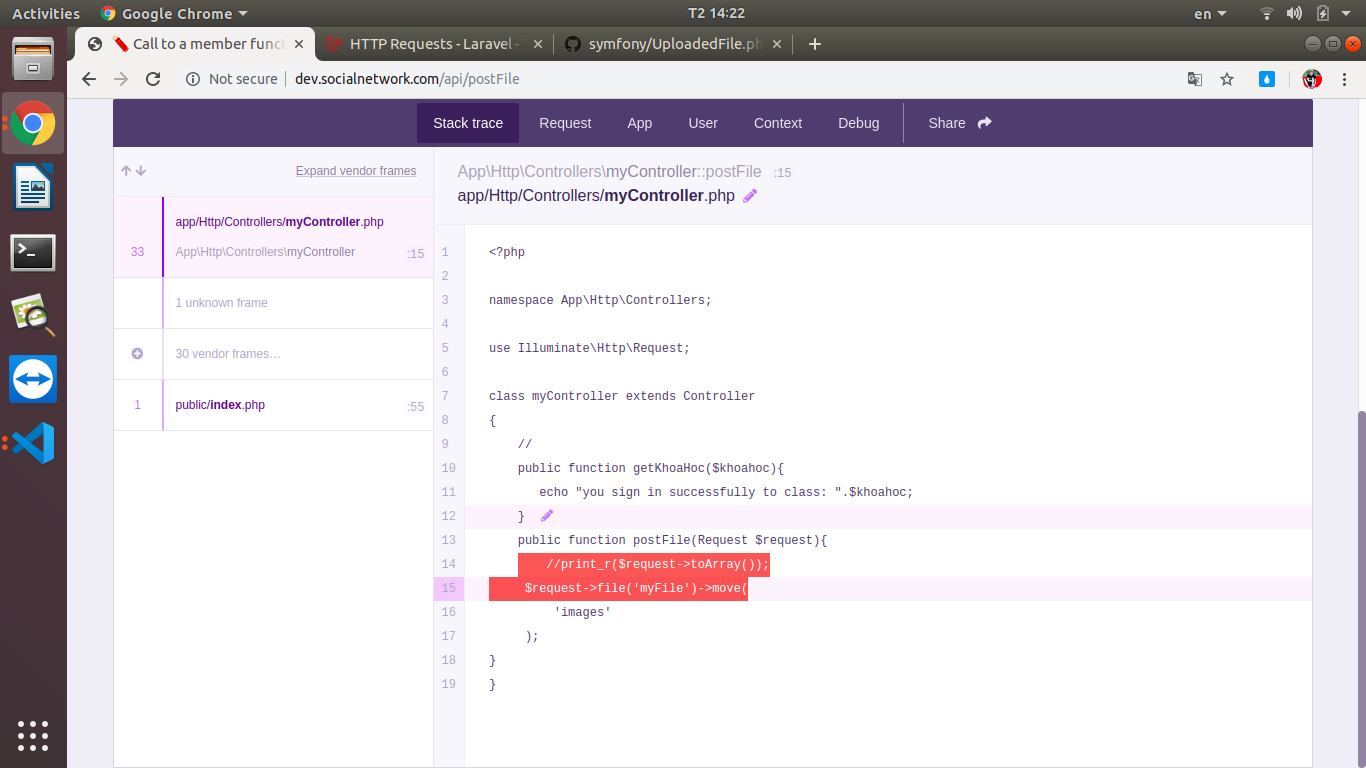 Activities
Google Chrome
T2 14:22
en
Call to a member func
HTTP Requests - Laravel -
symfony/UploadedFile.ph
Not secure
dev.socialnetwork.com/api/postFile
Stack trace
Request
App
User
Context
Debug
Share
Expand vendor frames
33
app/Http/Controllers/myController.php
App\Http\Controllers\myController
:15
1 unknown frame
30 vendor frames…
1
public/index.php
:55
App\Http\Controllers\myController::postFile :15
app/Http/Controllers/myController.php
1 <?php
2
3 namespace App\Http\Controllers;
4
5 use Illuminate\Http\Request;
6
7 class myController extends Controller
8 {
9     //
10     public function getKhoaHoc($khoahoc){
11        echo "you sign in successfully to class: ".$khoahoc;
12     }
13     public function postFile(Request $request){
14         //print_r($request->toArray());
15      $request->file('myFile')->move(
16          'images'
17      );
18 }
19 }